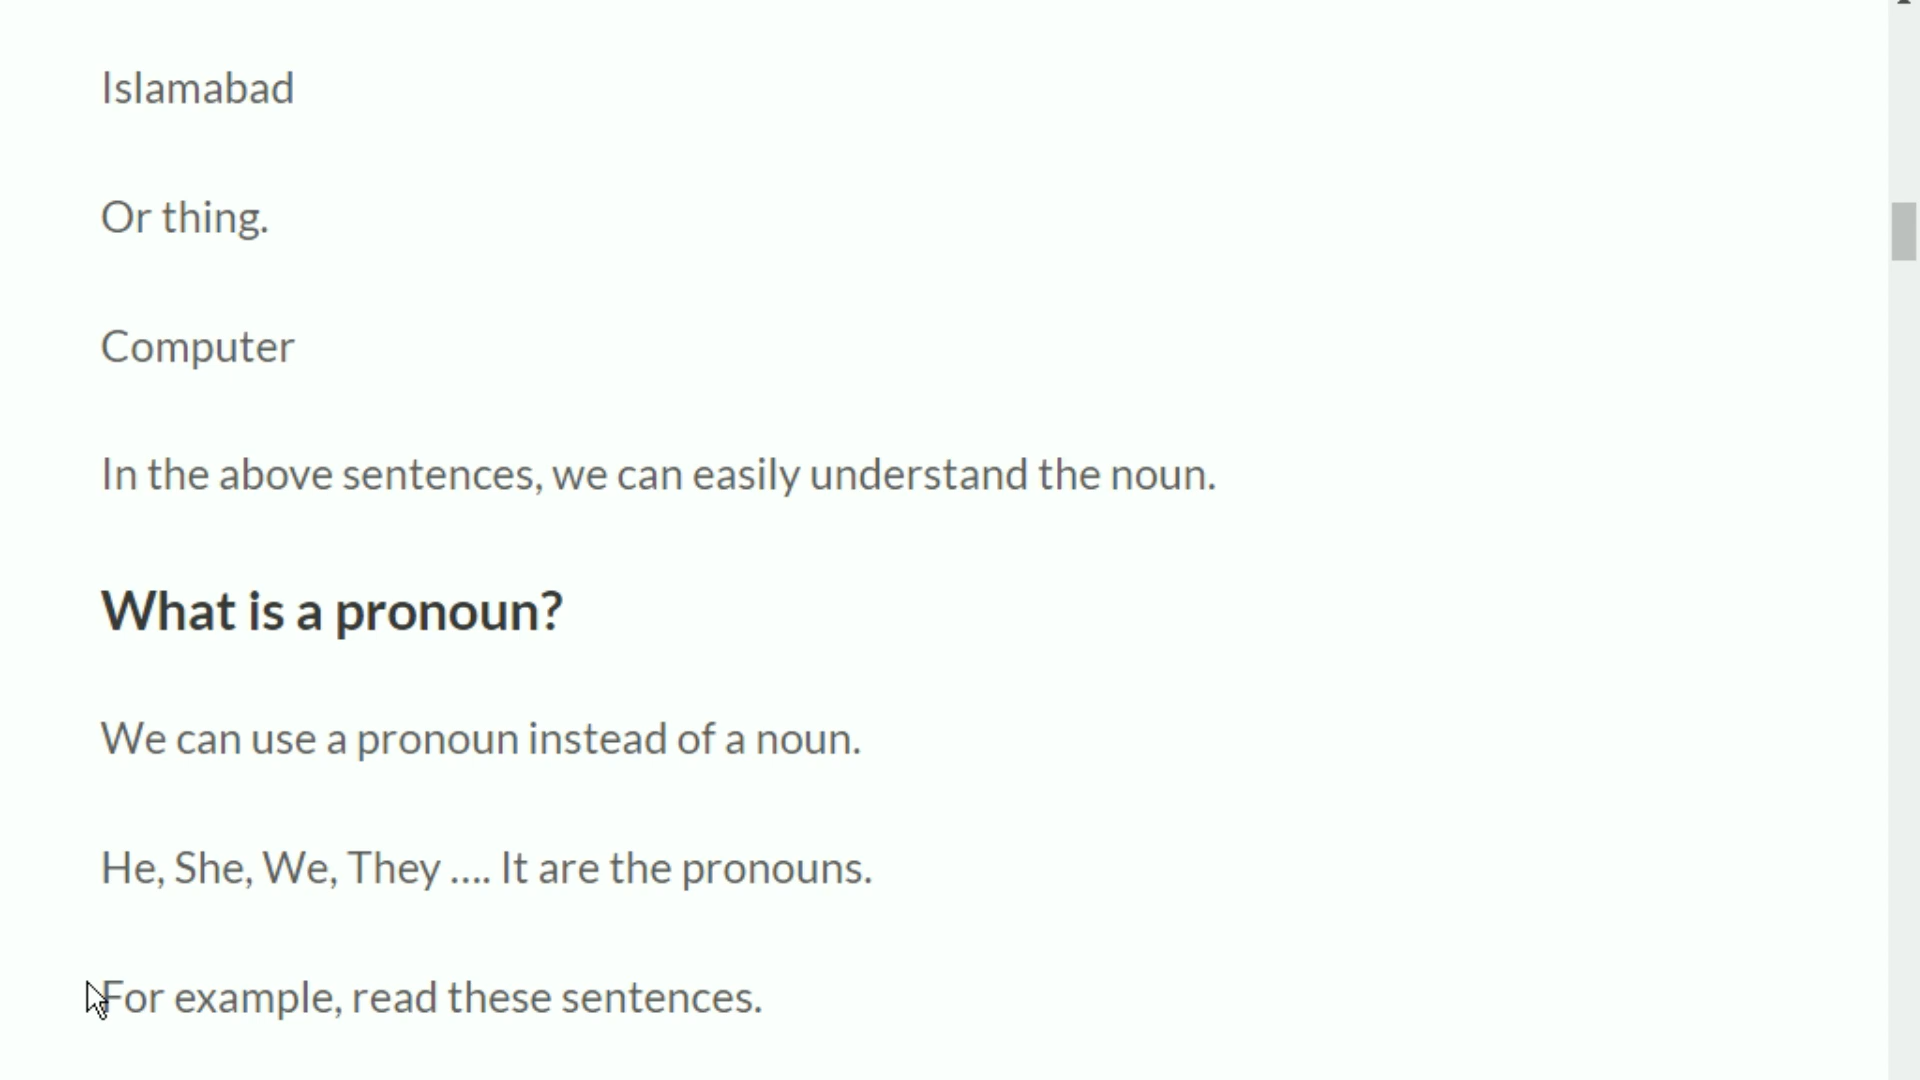 Islamabad
Or thing.
Computer
In the above sentences, we can easily understand the noun.
What is a pronoun?
We can use a pronoun instead of a noun.
He, She, We, They .... It are the pronouns.
For example, read these sentences.